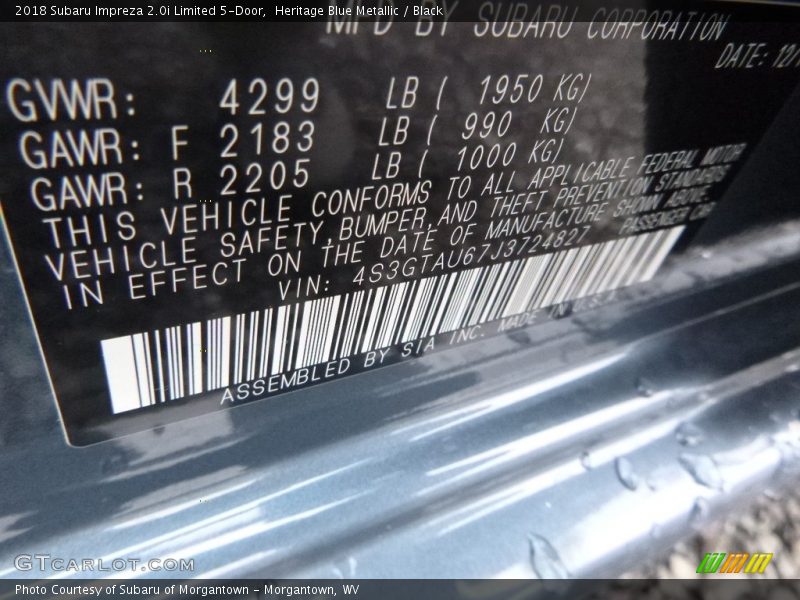 2018 Subaru Impreza 2.0i Limited 5-Door, Heritage Blue Metallic / Black
MFD BY SUBARU CORPORATION
DATE: 12/
GVWR: 4299 LB ( 1950 KG)
GAWR: F 2183 LB ( 990 KG)
GAWR: R 2205 LB ( 1000 KG)
THIS VEHICLE CONFORMS TO ALL APPLICABLE FEDERAL MOTOR
VEHICLE SAFETY, BUMPER, AND THEFT PREVENTION STANDARDS
IN EFFECT ON THE DATE OF MANUFACTURE SHOWN ABOVE.
VIN: 4S3GTAU67J3724827 PASSENGER CAR
ASSEMBLED BY SIA INC. MADE IN U.S.A.
GTCARLOT.COM
Photo Courtesy of Subaru of Morgantown - Morgantown, WV